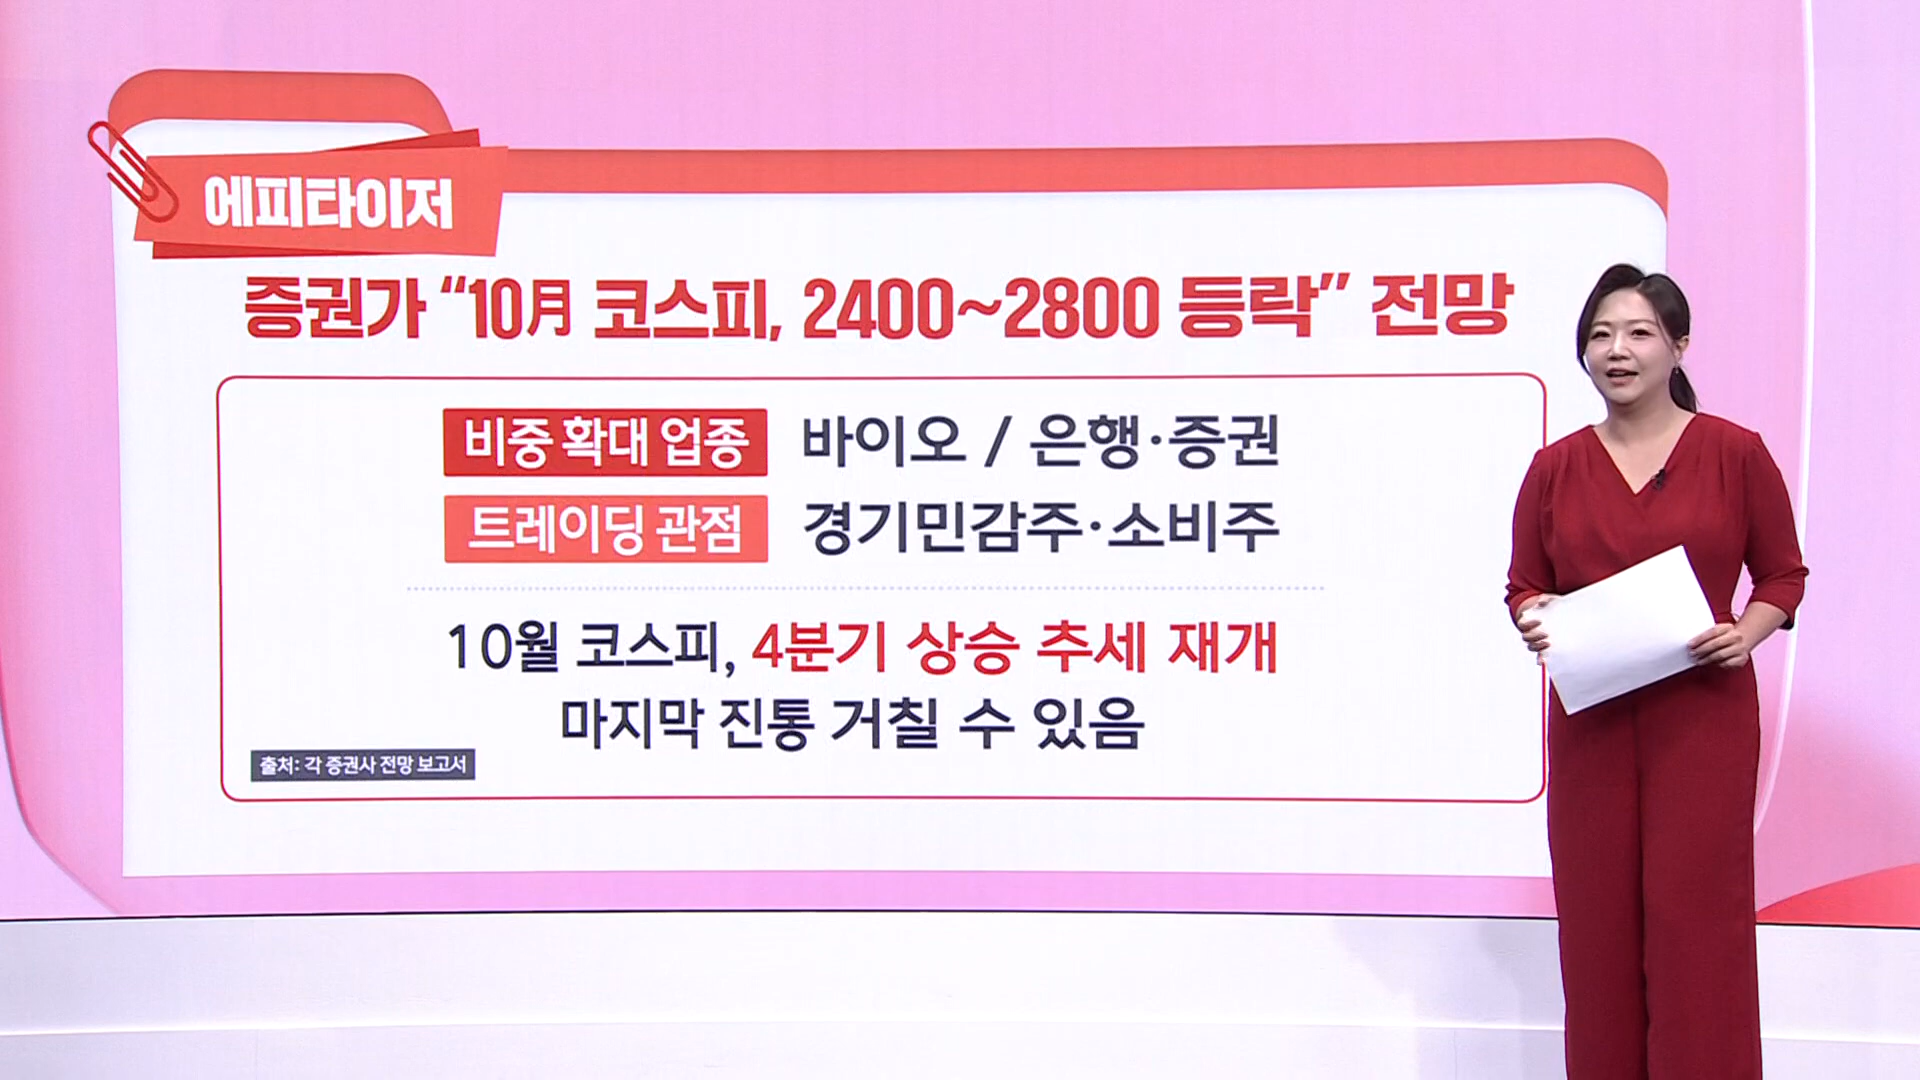 에피타이저
증권가 “10月 코스피, 2400~2800 등락” 전망
비중 확대 업종 바이오 / 은행·증권
트레이딩 관점 경기민감주·소비주
10월 코스피, 4분기 상승 추세 재개
마지막 진통 거칠 수 있음
출처: 각 증권사 전망 보고서